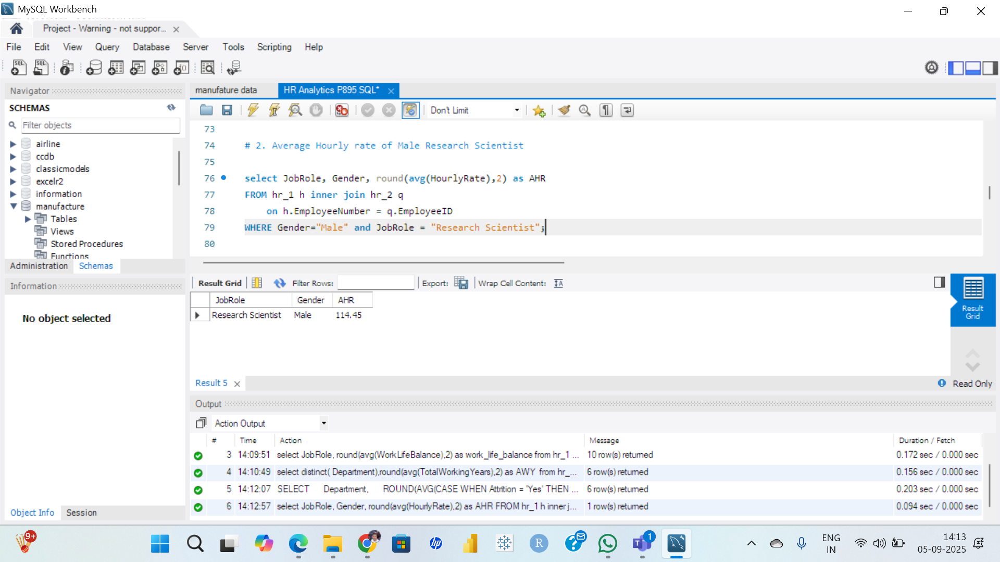 MySQL Workbench
Project - Warning - not suppor...
File Edit View Query Database Server Tools Scripting Help
Navigator
SCHEMAS
Filter objects
airline
ccdb
classicmodels
excelr2
information
manufacture
Tables
Views
Stored Procedures
Functions
Administration Schemas
Information
No object selected
Object Info Session
manufature data HR Analytics P895 SQL*
Don't Limit
73
74 # 2. Average Hourly rate of Male Research Scientist
75
76 select JobRole, Gender, round(avg(HourlyRate),2) as AHR
77 FROM hr_1 h inner join hr_2 q
78 on h.EmployeeNumber = q.EmployeeID
79 WHERE Gender="Male" and JobRole = "Research Scientist";
80
Result Grid Filter Rows: Export: Wrap Cell Content:
JobRole Gender AHR
Research Scientist Male 114.45
Result Grid
Result 5
Read Only
Output
Action Output
# Time Action Message Duration / Fetch
3 14:09:51 select JobRole, round(avg(WorkLifeBalance),2) as work_life_balance from hr_1 ... 10 row(s) returned 0.172 sec / 0.000 sec
4 14:10:49 select distinct( Department),round(avg(TotalWorkingYears),2) as AWY from hr_... 6 row(s) returned 0.156 sec / 0.000 sec
5 14:12:07 SELECT Department, ROUND(AVG(CASE WHEN Attrition = 'Yes' THEN ... 6 row(s) returned 0.203 sec / 0.000 sec
6 14:12:57 select JobRole, Gender, round(avg(HourlyRate),2) as AHR FROM hr_1 h inner j... 1 row(s) returned 0.094 sec / 0.000 sec
9+
hp
R
1
ENG
IN
14:13
05-09-2025